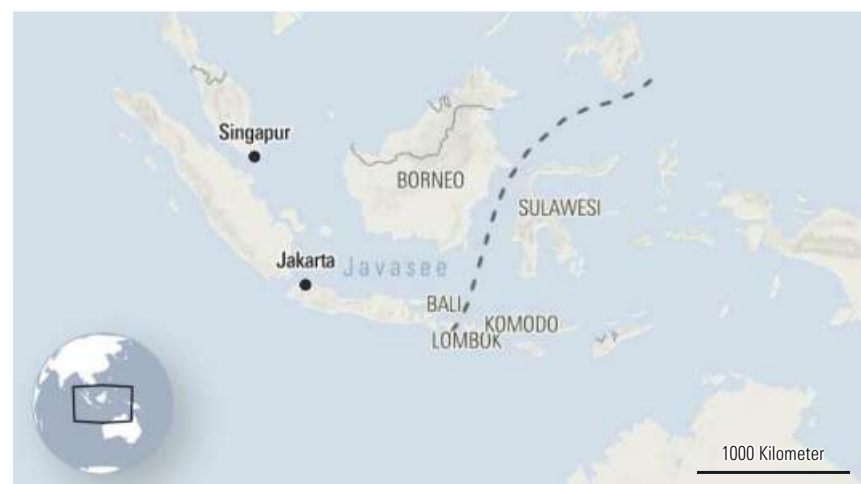 Singapur
BORNEO
SULAWESI
Jakarta
Javasee
BALI
KOMODO
LOMBOK
1000 Kilometer